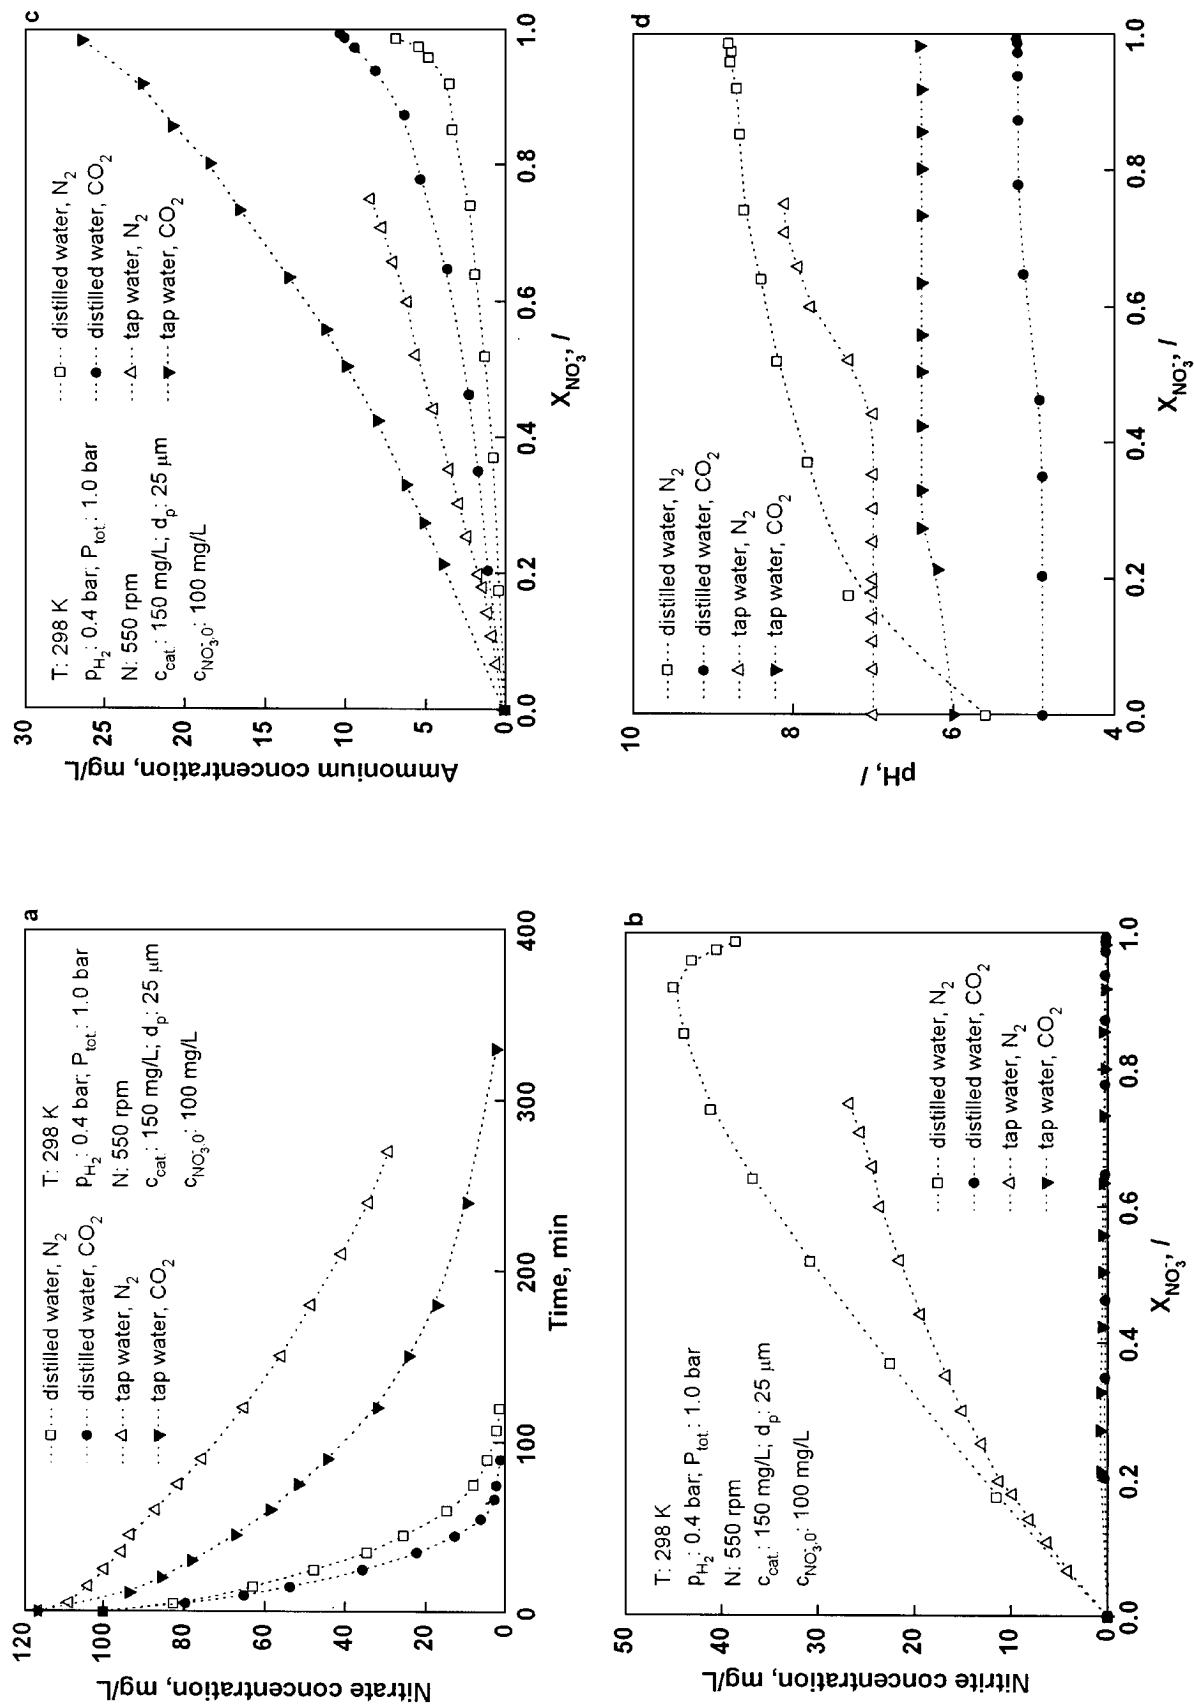 a
Nitrate concentration, mg/L
120
100
80
60
40
20
0
0
100
200
300
400
Time, min
distilled water, N2
distilled water, CO2
tap water, N2
tap water, CO2
T: 298 K
pH2: 0.4 bar; Ptot.: 1.0 bar
N: 550 rpm
ccat.: 150 mg/L; dp: 25 μm
cNO3-,0: 100 mg/L
c
Ammonium concentration, mg/L
30
25
20
15
10
5
0
0.0
0.2
0.4
0.6
0.8
1.0
XNO3-, /
T: 298 K
pH2: 0.4 bar; Ptot.: 1.0 bar
N: 550 rpm
ccat.: 150 mg/L; dp: 25 μm
cNO3-,0: 100 mg/L
distilled water, N2
distilled water, CO2
tap water, N2
tap water, CO2
b
Nitrite concentration, mg/L
50
40
30
20
10
0
0.0
0.2
0.4
0.6
0.8
1.0
XNO3-, /
T: 298 K
pH2: 0.4 bar; Ptot.: 1.0 bar
N: 550 rpm
ccat.: 150 mg/L; dp: 25 μm
cNO3-,0: 100 mg/L
distilled water, N2
distilled water, CO2
tap water, N2
tap water, CO2
d
pH, /
10
8
6
4
0.0
0.2
0.4
0.6
0.8
1.0
XNO3-, /
distilled water, N2
distilled water, CO2
tap water, N2
tap water, CO2